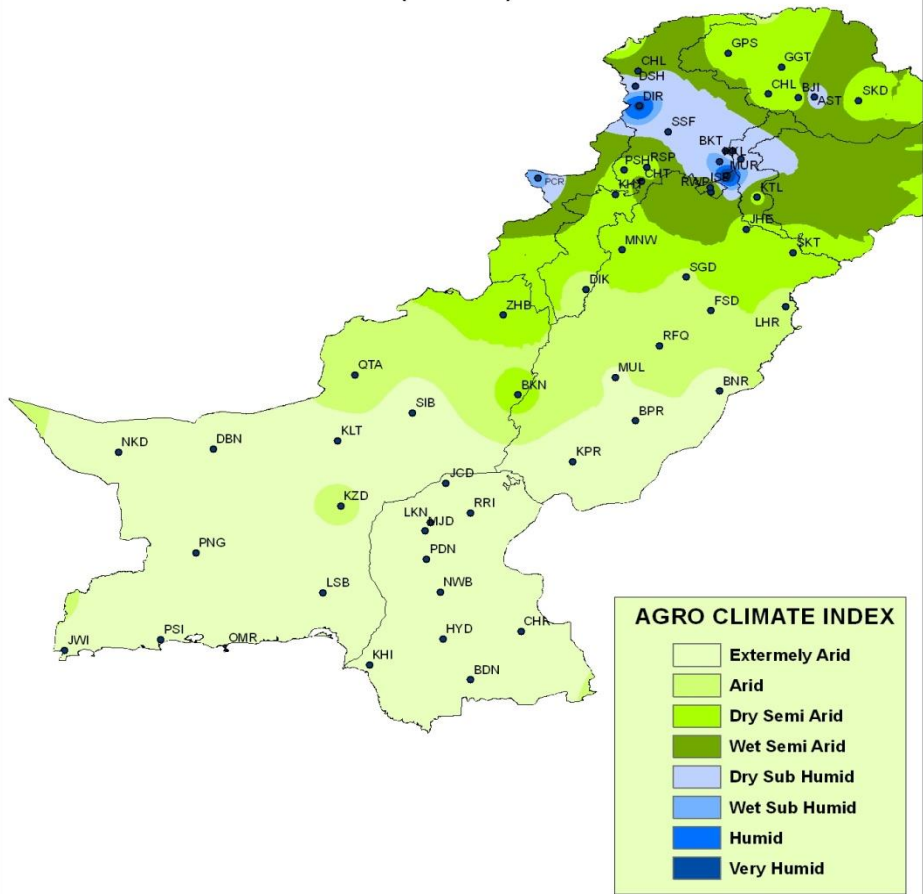 GPS
GGT
CHL
DSH
CHL
BJI
AST
SKD
DIR
SSF
BKT
MUR
PSH
RSP
CHT
PCR
KTL
JHE
MNW
SKT
DIK
SGD
ZHB
FSD
LHR
RFQ
QTA
MUL
BKN
BNR
SIB
BPR
NKD
DBN
KLT
KPR
JCD
KZD
RRI
LKN
MJD
PNG
PDN
LSB
NWB
CHR
JWI
PSI
OMR
HYD
KHI
BDN
AGRO CLIMATE INDEX
Extermely Arid
Arid
Dry Semi Arid
Wet Semi Arid
Dry Sub Humid
Wet Sub Humid
Humid
Very Humid